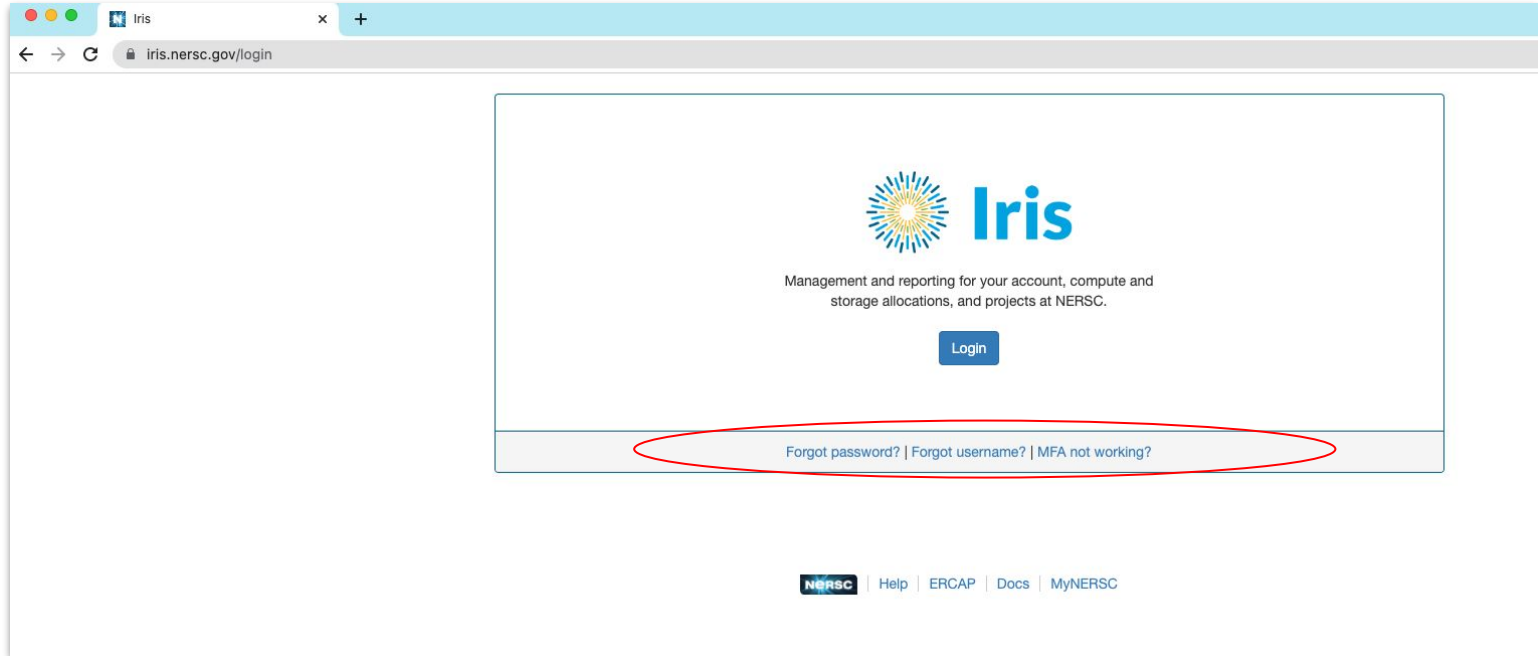 Iris
iris.nersc.gov/login
Iris
Management and reporting for your account, compute and
storage allocations, and projects at NERSC.
Login
Forgot password? | Forgot username? | MFA not working?
NERSC | Help | ERCAP | Docs | MyNERSC